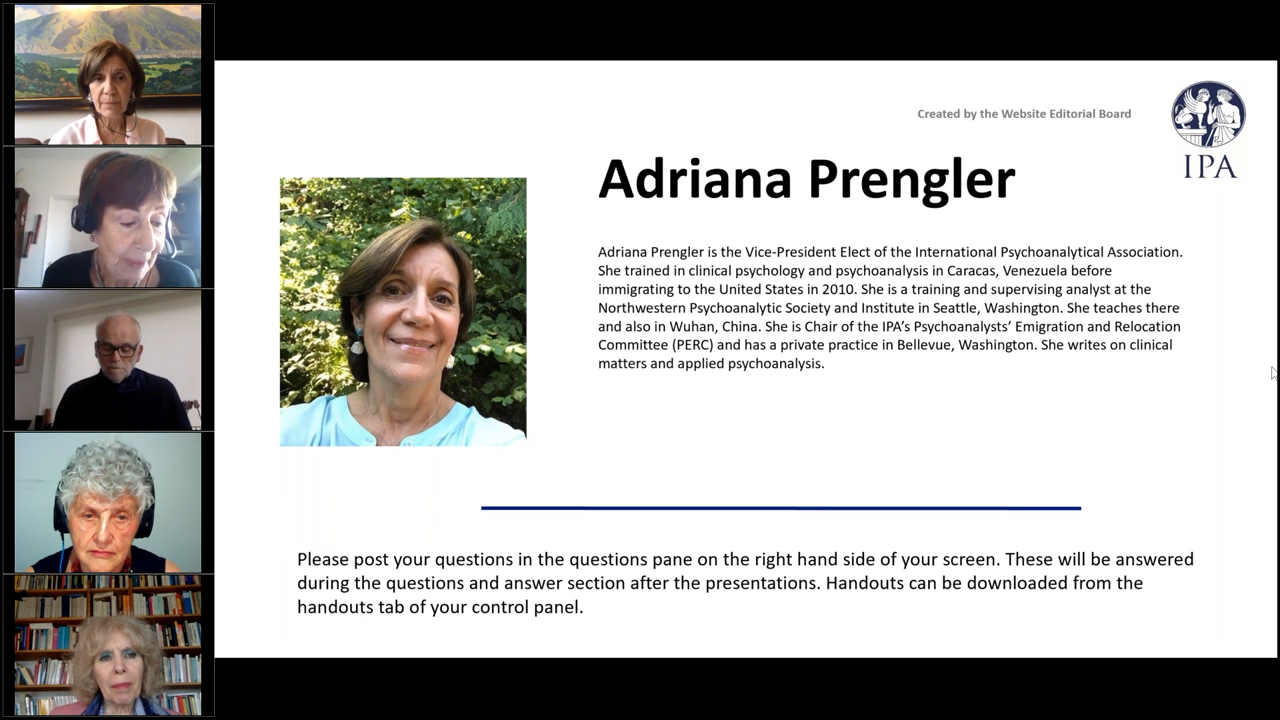 Created by the Website Editorial Board
IPA
Adriana Prengler
Adriana Prengler is the Vice-President Elect of the International Psychoanalytical Association.
She trained in clinical psychology and psychoanalysis in Caracas, Venezuela before
immigrating to the United States in 2010. She is a training and supervising analyst at the
Northwestern Psychoanalytic Society and Institute in Seattle, Washington. She teaches there
and also in Wuhan, China. She is Chair of the IPA's Psychoanalysts' Emigration and Relocation
Committee (PERC) and has a private practice in Bellevue, Washington. She writes on clinical
matters and applied psychoanalysis.
Please post your questions in the questions pane on the right hand side of your screen. These will be answered
during the questions and answer section after the presentations. Handouts can be downloaded from the
handouts tab of your control panel.